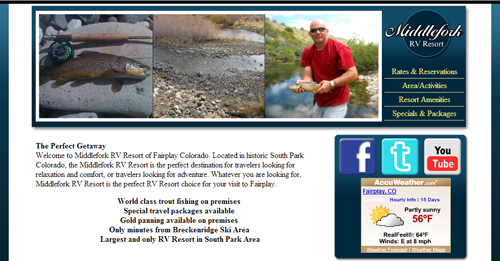 Middlefork
RV Resort
Rates & Reservations
Area/Activities
Resort Amenities
Specials & Packages
The Perfect Getaway
Welcome to Middlefork RV Resort of Fairplay Colorado. Located in historic South Park
Colorado, the Middlefork RV Resort is the perfect destination for travelers looking for
relaxation and comfort, or travelers looking for adventure. Whatever you are looking for,
Middlefork RV Resort is the perfect RV Resort choice for your visit to Fairplay.
World class trout fishing on premises
Special travel packages available
Gold panning available on premises
Only minutes from Breckenridge Ski Area
Largest and only RV Resort in South Park Area
f
t
You
Tube
AccuWeather.com
Fairplay, CO
Hourly Info | 15 Days
Partly sunny
56°F
RealFeel®: 64°F
Winds: E at 8 mph
Weather Forecast | Weather Maps